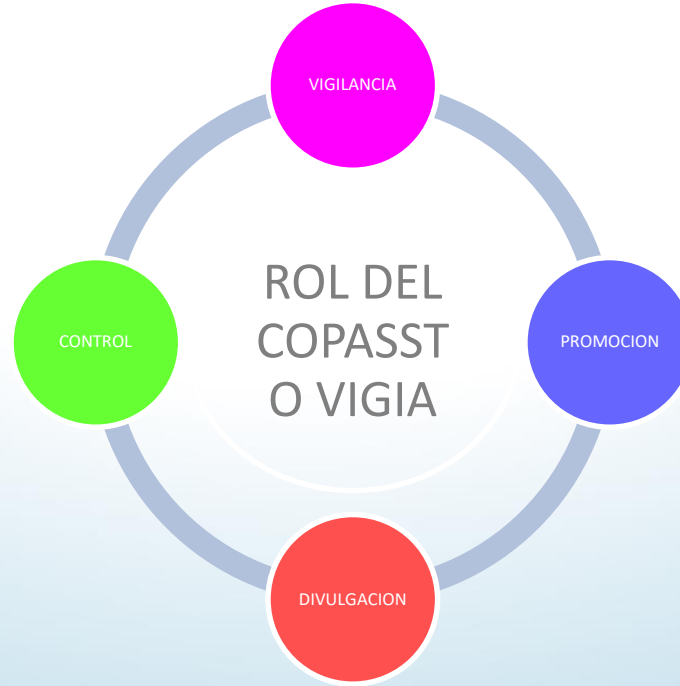 VIGILANCIA
ROL DEL
COPASST
O VIGIA
CONTROL
PROMOCION
DIVULGACION